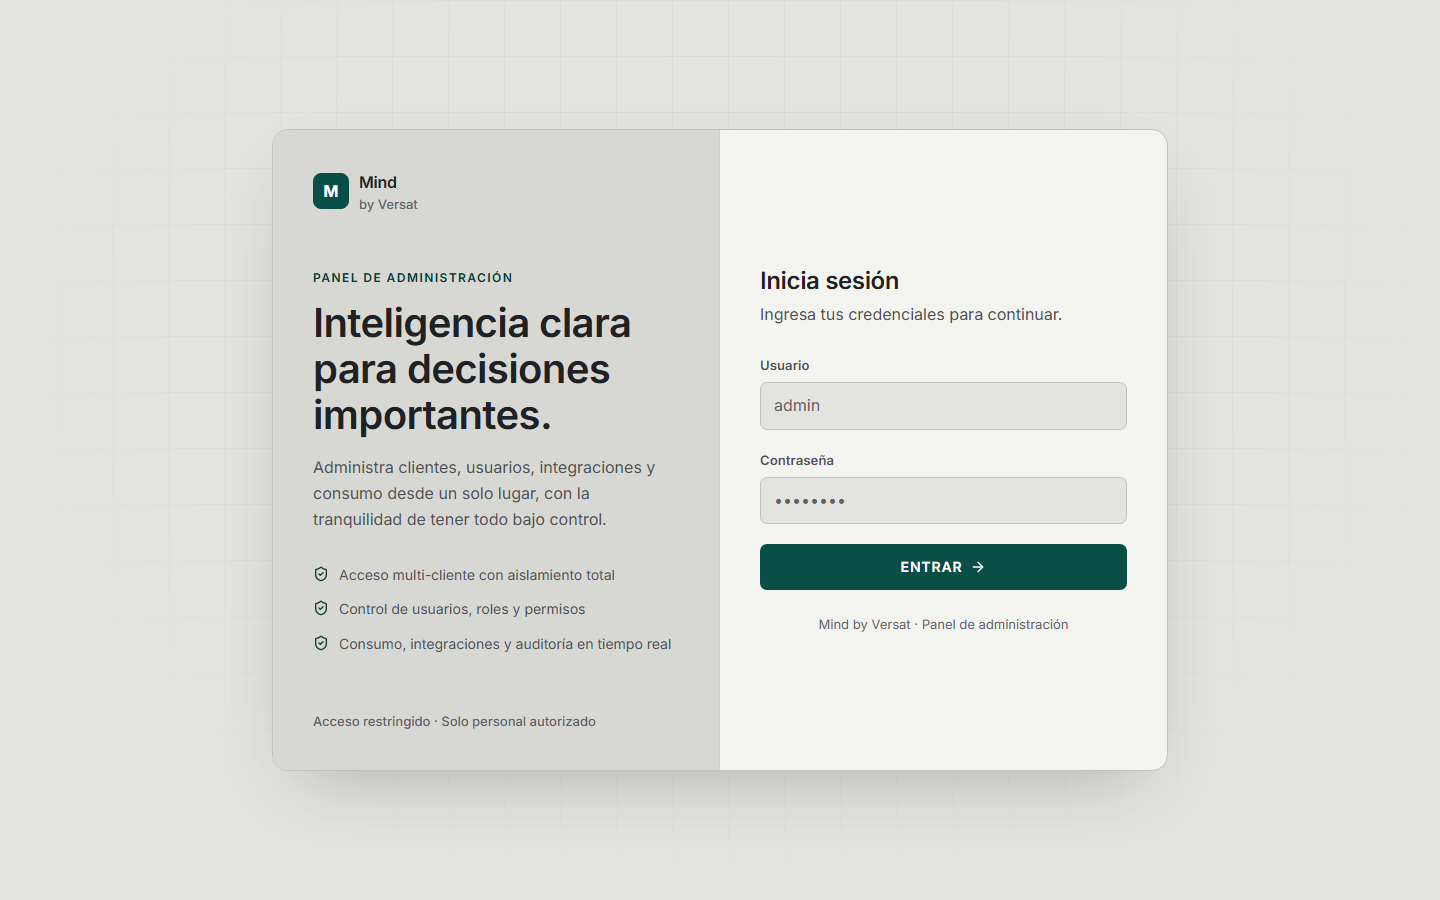 M
Mind
by Versat
PANEL DE ADMINISTRACIÓN
Inteligencia clara
para decisiones
importantes.
Administra clientes, usuarios, integraciones y
consumo desde un solo lugar, con la
tranquilidad de tener todo bajo control.
Acceso multi-cliente con aislamiento total
Control de usuarios, roles y permisos
Consumo, integraciones y auditoría en tiempo real
Acceso restringido · Solo personal autorizado
Inicia sesión
Ingresa tus credenciales para continuar.
Usuario
admin
Contraseña
••••••••
ENTRAR →
Mind by Versat · Panel de administración